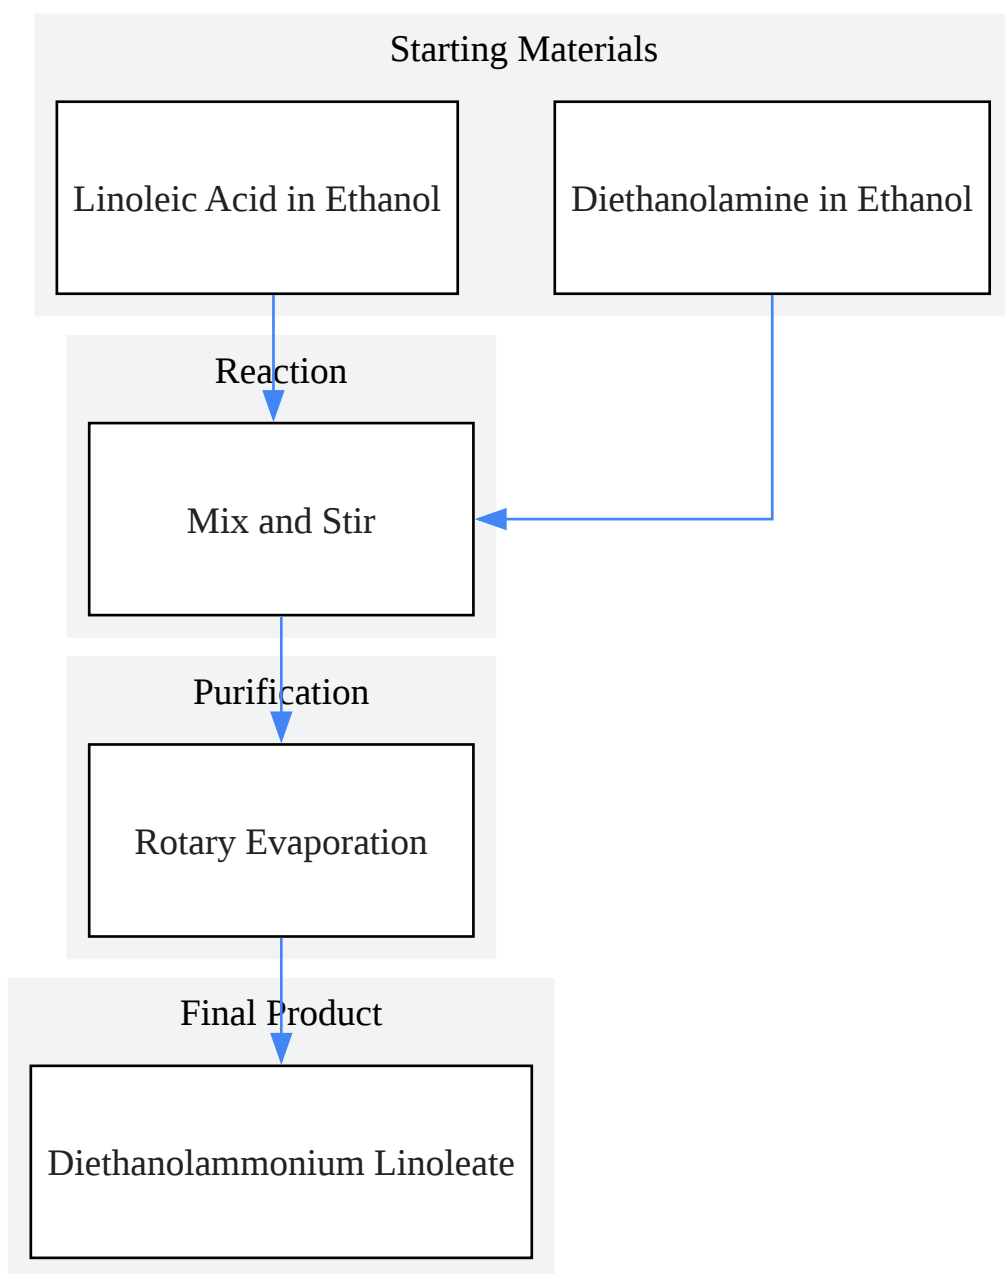 Starting Materials
Linoleic Acid in Ethanol
Diethanolamine in Ethanol
Reaction
Mix and Stir
Purification
Rotary Evaporation
Final Product
Diethanolammonium Linoleate